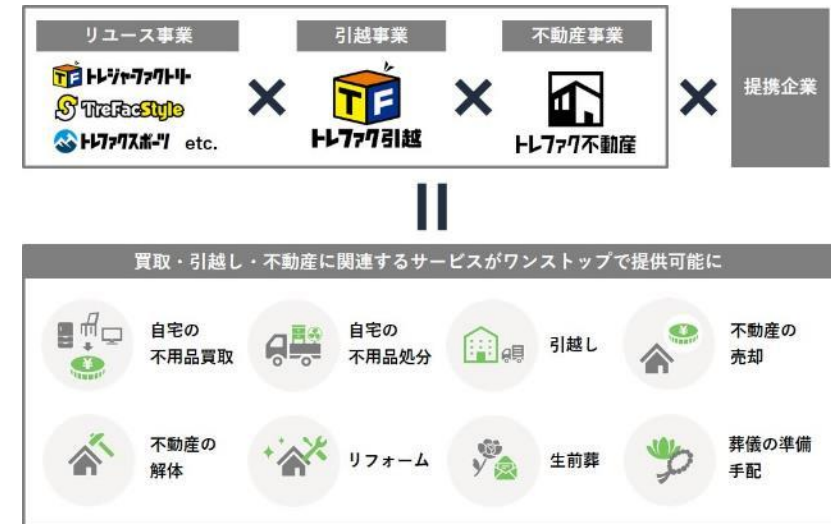 リユース事業
引越事業
不動産事業
提携企業
TF トレジャーファクトリー
S TreFacStyle
トレファクスポーツ etc.
TF
トレファク引越
トレファク不動産
買取・引越し・不動産に関連するサービスがワンストップで提供可能に
自宅の
不用品買取
自宅の
不用品処分
引越し
不動産の
売却
不動産の
解体
リフォーム
生前葬
葬儀の準備
手配